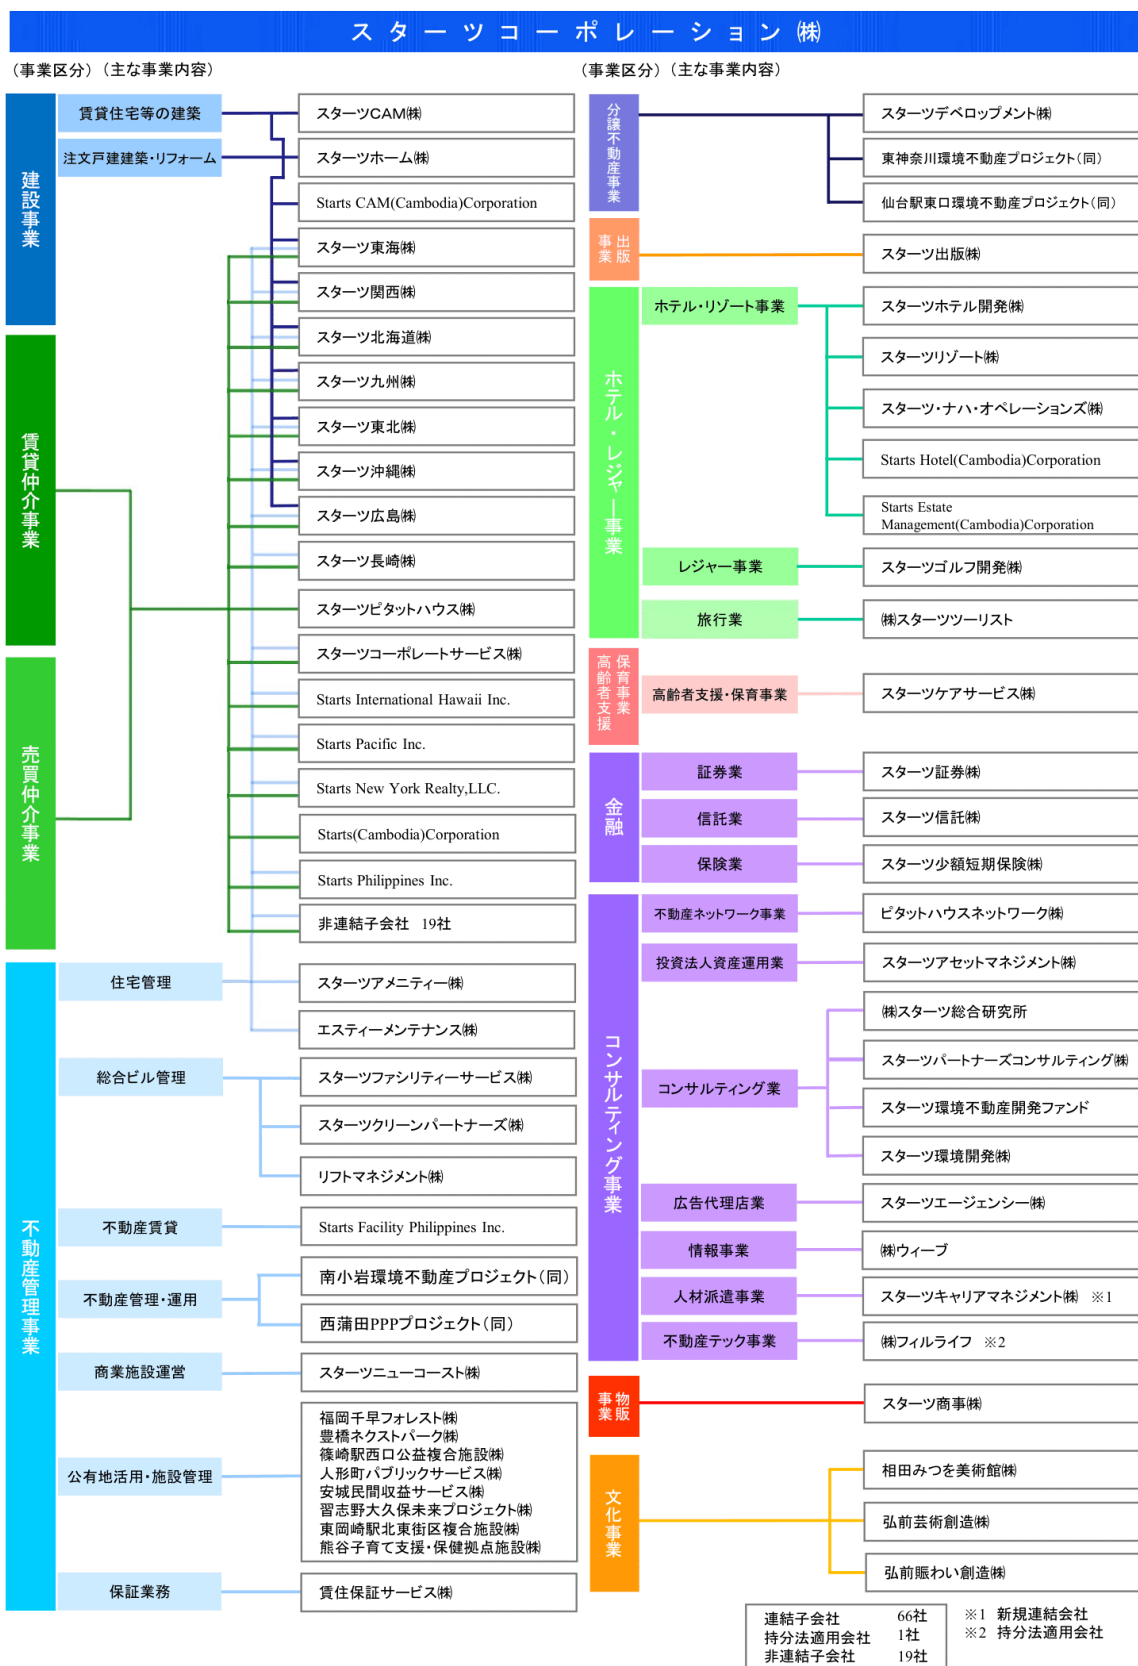 スターツコーポレーション㈱
（事業区分）（主な事業内容）
建設事業
賃貸住宅等の建築
注文戸建建築・リフォーム
スターツCAM㈱
スターツホーム㈱
Starts CAM(Cambodia)Corporation
スターツ東海㈱
スターツ関西㈱
スターツ北海道㈱
スターツ九州㈱
スターツ東北㈱
スターツ沖縄㈱
スターツ広島㈱
スターツ長崎㈱
賃貸仲介事業
売買仲介事業
スターツピタットハウス㈱
スターツコーポレートサービス㈱
Starts International Hawaii Inc.
Starts Pacific Inc.
Starts New York Realty,LLC.
Starts(Cambodia)Corporation
Starts Philippines Inc.
非連結子会社 19社
不動産管理事業
住宅管理
スターツアメニティー㈱
エスティーメンテナンス㈱
総合ビル管理
スターツファシリティーサービス㈱
スターツクリーンパートナーズ㈱
リフトマネジメント㈱
不動産賃貸
Starts Facility Philippines Inc.
不動産管理・運用
南小岩環境不動産プロジェクト（同）
西蒲田PPPプロジェクト（同）
商業施設運営
スターツニューコースト㈱
公有地活用・施設管理
福岡千早フォレスト㈱
豊橋ネクストパーク㈱
篠崎駅西口公益複合施設㈱
人形町パブリックサービス㈱
安城民間収益サービス㈱
習志野大久保未来プロジェクト㈱
東岡崎駅北東街区複合施設㈱
熊谷子育て支援・保健拠点施設㈱
保証業務
賃住保証サービス㈱
（事業区分）（主な事業内容）
分譲不動産事業
スターツデベロップメント㈱
東神奈川環境不動産プロジェクト（同）
仙台駅東口環境不動産プロジェクト（同）
出版
事業
スターツ出版㈱
ホテル・レジャー事業
ホテル・リゾート事業
スターツホテル開発㈱
スターツリゾート㈱
スターツ・ナハ・オペレーションズ㈱
Starts Hotel(Cambodia)Corporation
Starts Estate
Management(Cambodia)Corporation
レジャー事業
スターツゴルフ開発㈱
旅行業
㈱スターツツーリスト
保育事業
高齢者支援
高齢者支援・保育事業
スターツケアサービス㈱
金融
証券業
スターツ証券㈱
信託業
スターツ信託㈱
保険業
スターツ少額短期保険㈱
コンサルティング事業
不動産ネットワーク事業
ピタットハウスネットワーク㈱
投資法人資産運用業
スターツアセットマネジメント㈱
コンサルティング業
㈱スターツ総合研究所
スターツパートナーズコンサルティング㈱
スターツ環境不動産開発ファンド
スターツ環境開発㈱
広告代理店業
スターツエージェンシー㈱
情報事業
㈱ウィーブ
人材派遣事業
スターツキャリアマネジメント㈱ ※1
不動産テック事業
㈱フィルライフ ※2
物販
事業
スターツ商事㈱
文化事業
相田みつを美術館㈱
弘前芸術創造㈱
弘前賑わい創造㈱
連結子会社 66社
持分法適用会社 1社
非連結子会社 19社
※1 新規連結会社
※2 持分法適用会社